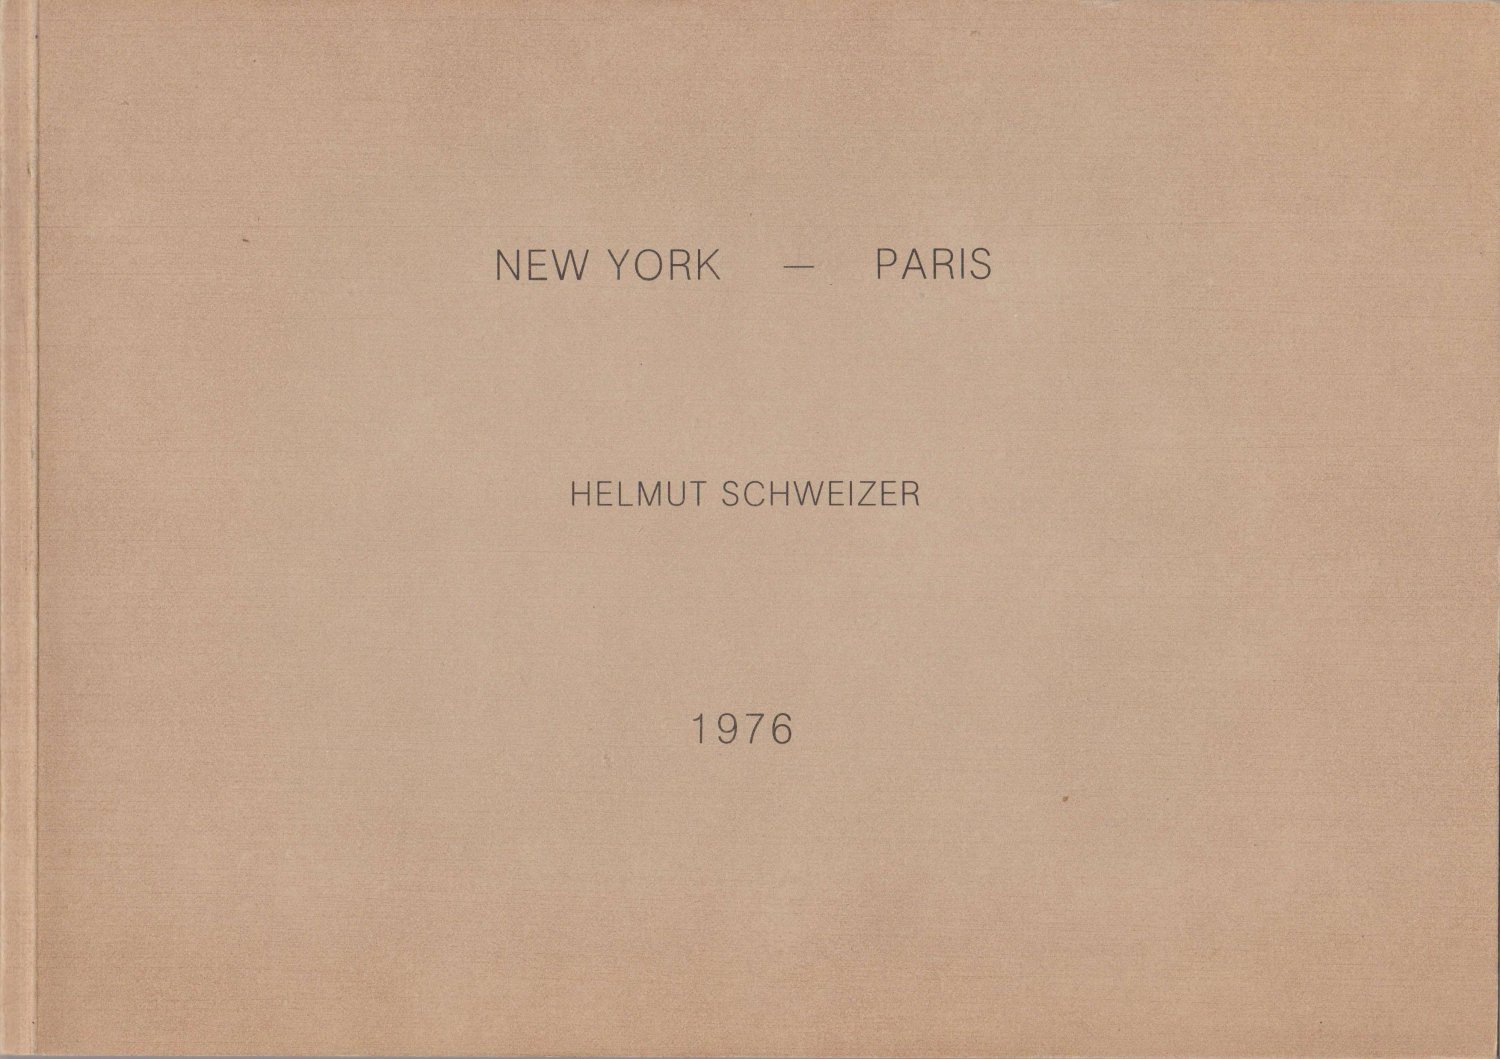 NEW YORK — PARIS
HELMUT SCHWEIZER
1976